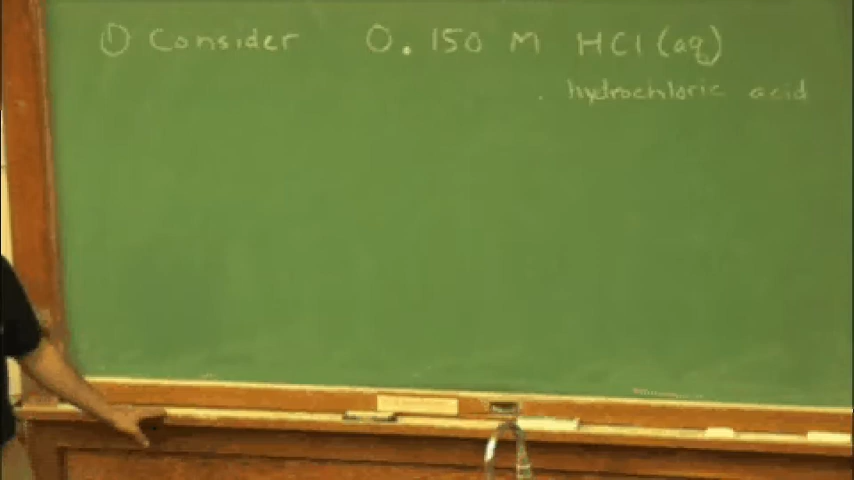 ① Consider 0.150 M HCl (aq)
hydrochloric acid